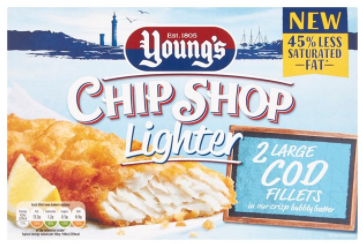 EST. 1805
Young's
CHIP SHOP
Lighter
NEW
45% LESS
SATURATED
FAT*
2 LARGE
COD
FILLETS
in our crisp bubbly batter